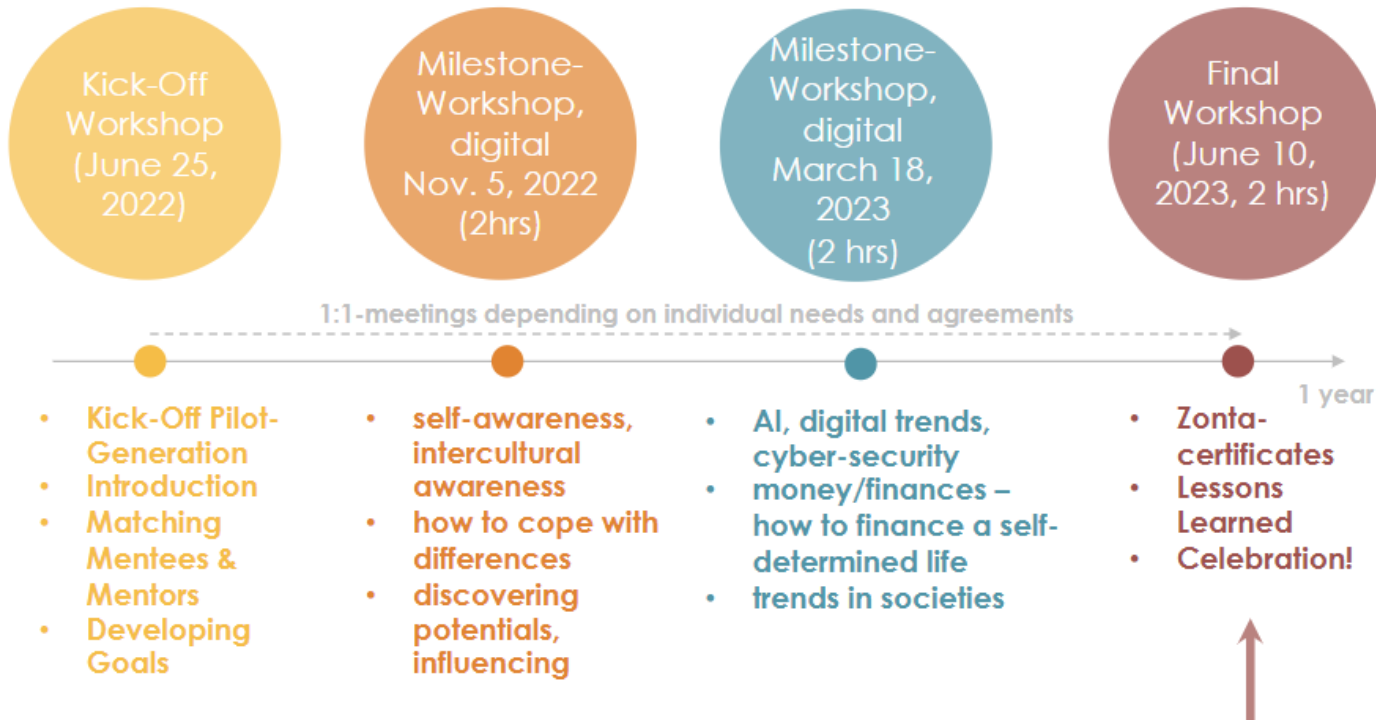 Kick-Off
Workshop
(June 25,
2022)
Milestone-
Workshop,
digital
Nov. 5, 2022
(2hrs)
Milestone-
Workshop,
digital
March 18,
2023
(2 hrs)
Final
Workshop
(June 10,
2023, 2 hrs)
1:1-meetings depending on individual needs and agreements
1 year
• Kick-Off Pilot-
Generation
• Introduction
• Matching
Mentees &
Mentors
• Developing
Goals
• self-awareness,
intercultural
awareness
• how to cope with
differences
• discovering
potentials,
influencing
• AI, digital trends,
cyber-security
• money/finances –
how to finance a self-
determined life
• trends in societies
• Zonta-
certificates
• Lessons
Learned
• Celebration!